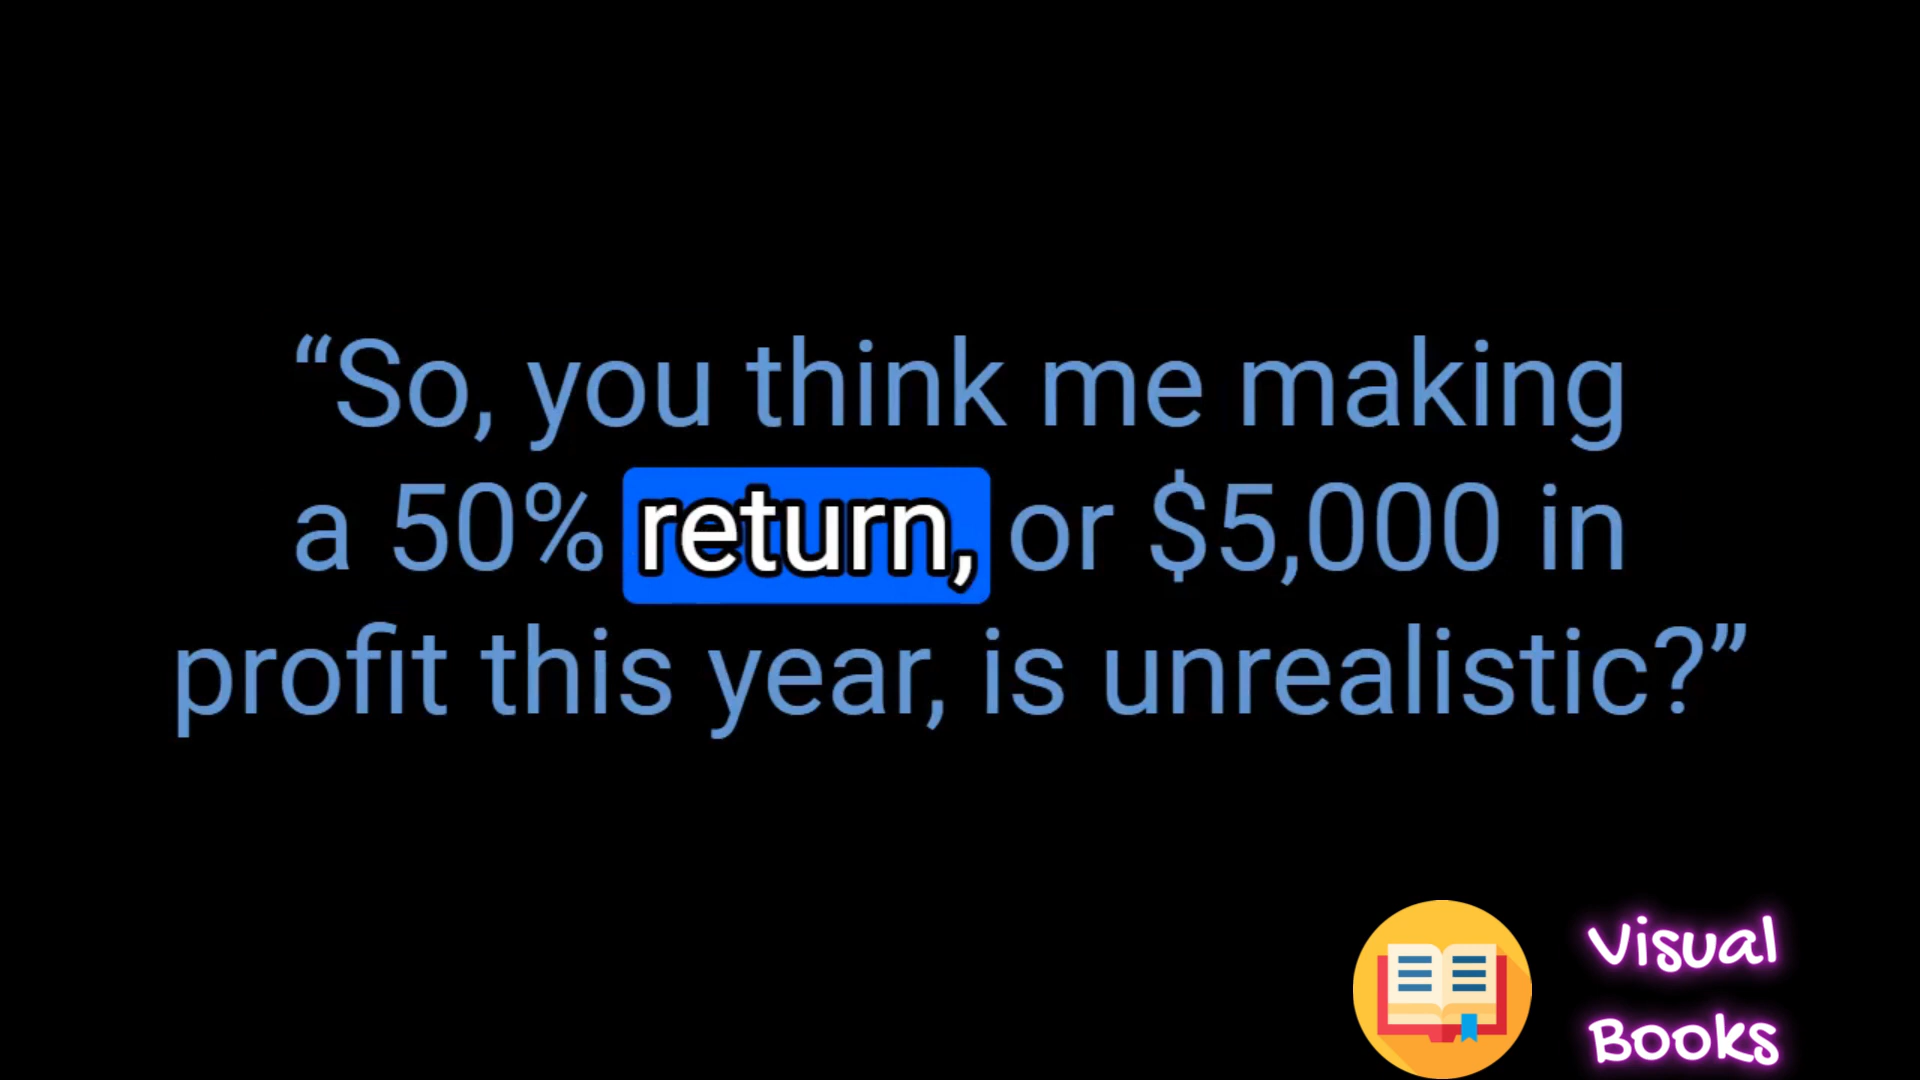 “So, you think me making
a 50% return, or $5,000 in
profit this year, is unrealistic?”
Visual
Books